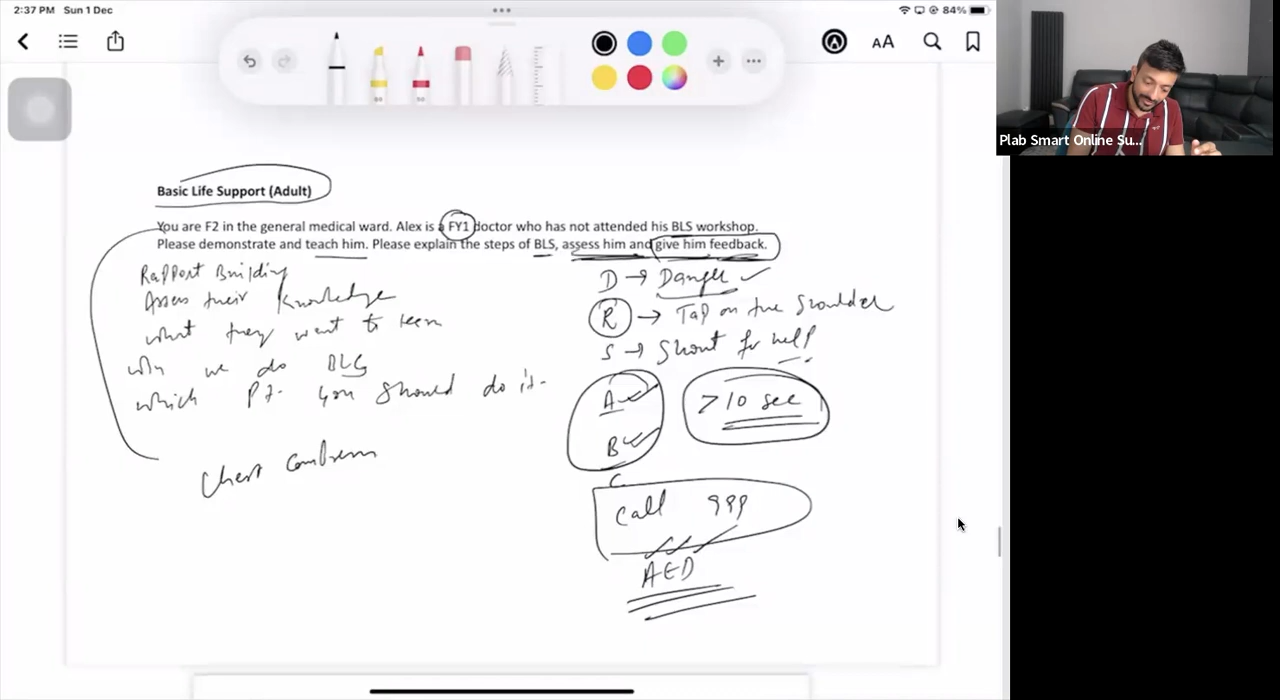 2:37 PM Sun 1 Dec
84%
AA
Plab Smart Online Su...
Basic Life Support (Adult)
You are F2 in the general medical ward. Alex is a FY1 doctor who has not attended his BLS workshop.
Please demonstrate and teach him. Please explain the steps of BLS, assess him and give him feedback.
Rapport Building
Assess their knowledge
what they want to learn
why we do BLS
which Pt. you should do it.
Chest
D → Danger ✓
R → Tap on the shoulder
S → Shout for help
A ✓ > 10 sec
B ✓
C
Call 999
AED